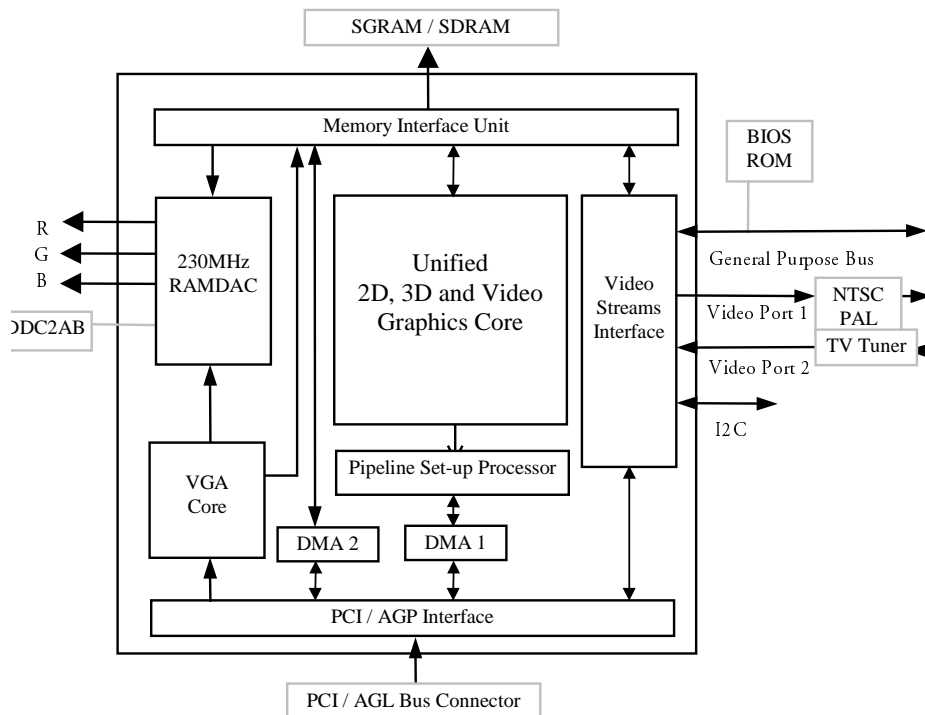 SGRAM / SDRAM
Memory Interface Unit
BIOS
ROM
R
G
B
230MHz
RAMDAC
Unified
2D, 3D and Video
Graphics Core
Video
Streams
Interface
General Purpose Bus
Video Port 1
NTSC
PAL
Video Port 2
TV Tuner
DDC2AB
I2C
VGA
Core
Pipeline Set-up Processor
DMA 2
DMA 1
PCI / AGP Interface
PCI / AGL Bus Connector